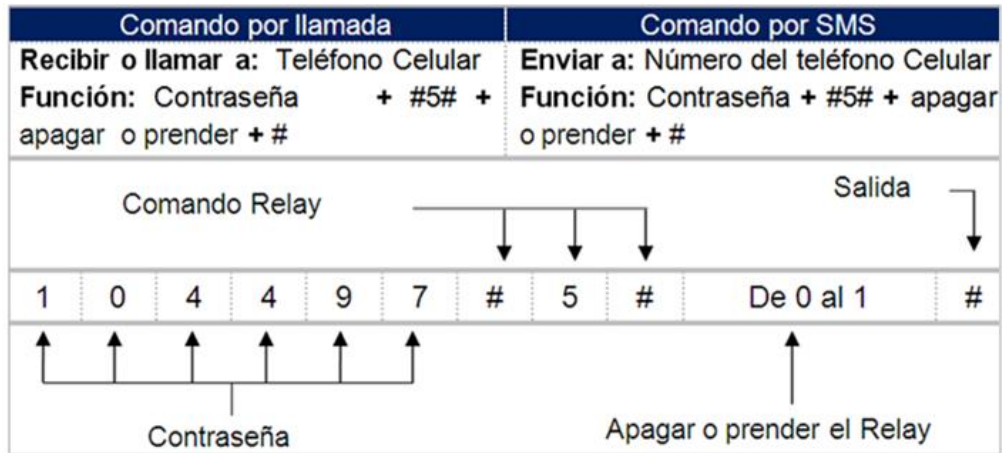 Comando por llamada
Comando por SMS
Recibir o llamar a: Teléfono Celular
Función: Contraseña + #5# +
apagar o prender + #
Enviar a: Número del teléfono Celular
Función: Contraseña + #5# + apagar
o prender + #
Comando Relay
Salida
1 0 4 4 9 7 # 5 # De 0 al 1 #
Contraseña
Apagar o prender el Relay